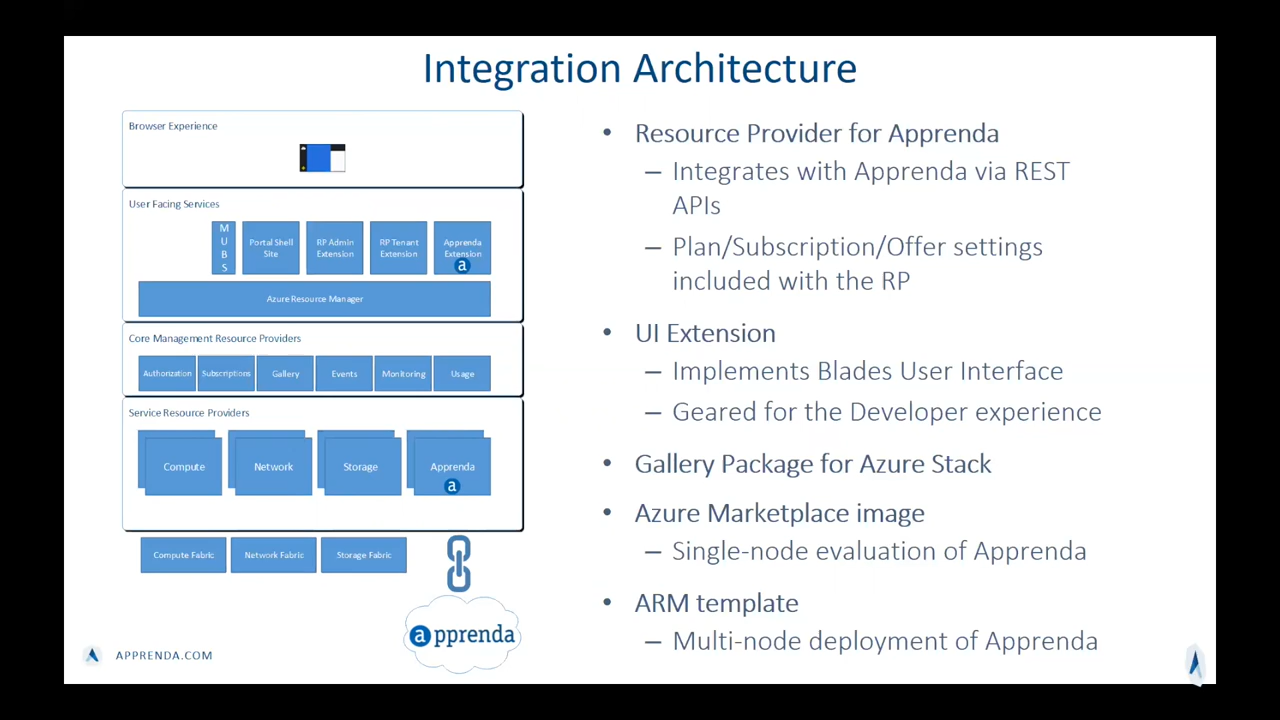 Integration Architecture
Browser Experience
User Facing Services
M
U
B
S
Portal Shell
Site
RP Admin
Extension
RP Tenant
Extension
Apprenda
Extension
a
Azure Resource Manager
Core Management Resource Providers
Authorization
Subscriptions
Gallery
Events
Monitoring
Usage
Service Resource Providers
Compute
Network
Storage
Apprenda
a
Compute Fabric
Network Fabric
Storage Fabric
apprenda
APPRENDA.COM
• Resource Provider for Apprenda
– Integrates with Apprenda via REST
APIs
– Plan/Subscription/Offer settings
included with the RP
• UI Extension
– Implements Blades User Interface
– Geared for the Developer experience
• Gallery Package for Azure Stack
• Azure Marketplace image
– Single-node evaluation of Apprenda
• ARM template
– Multi-node deployment of Apprenda